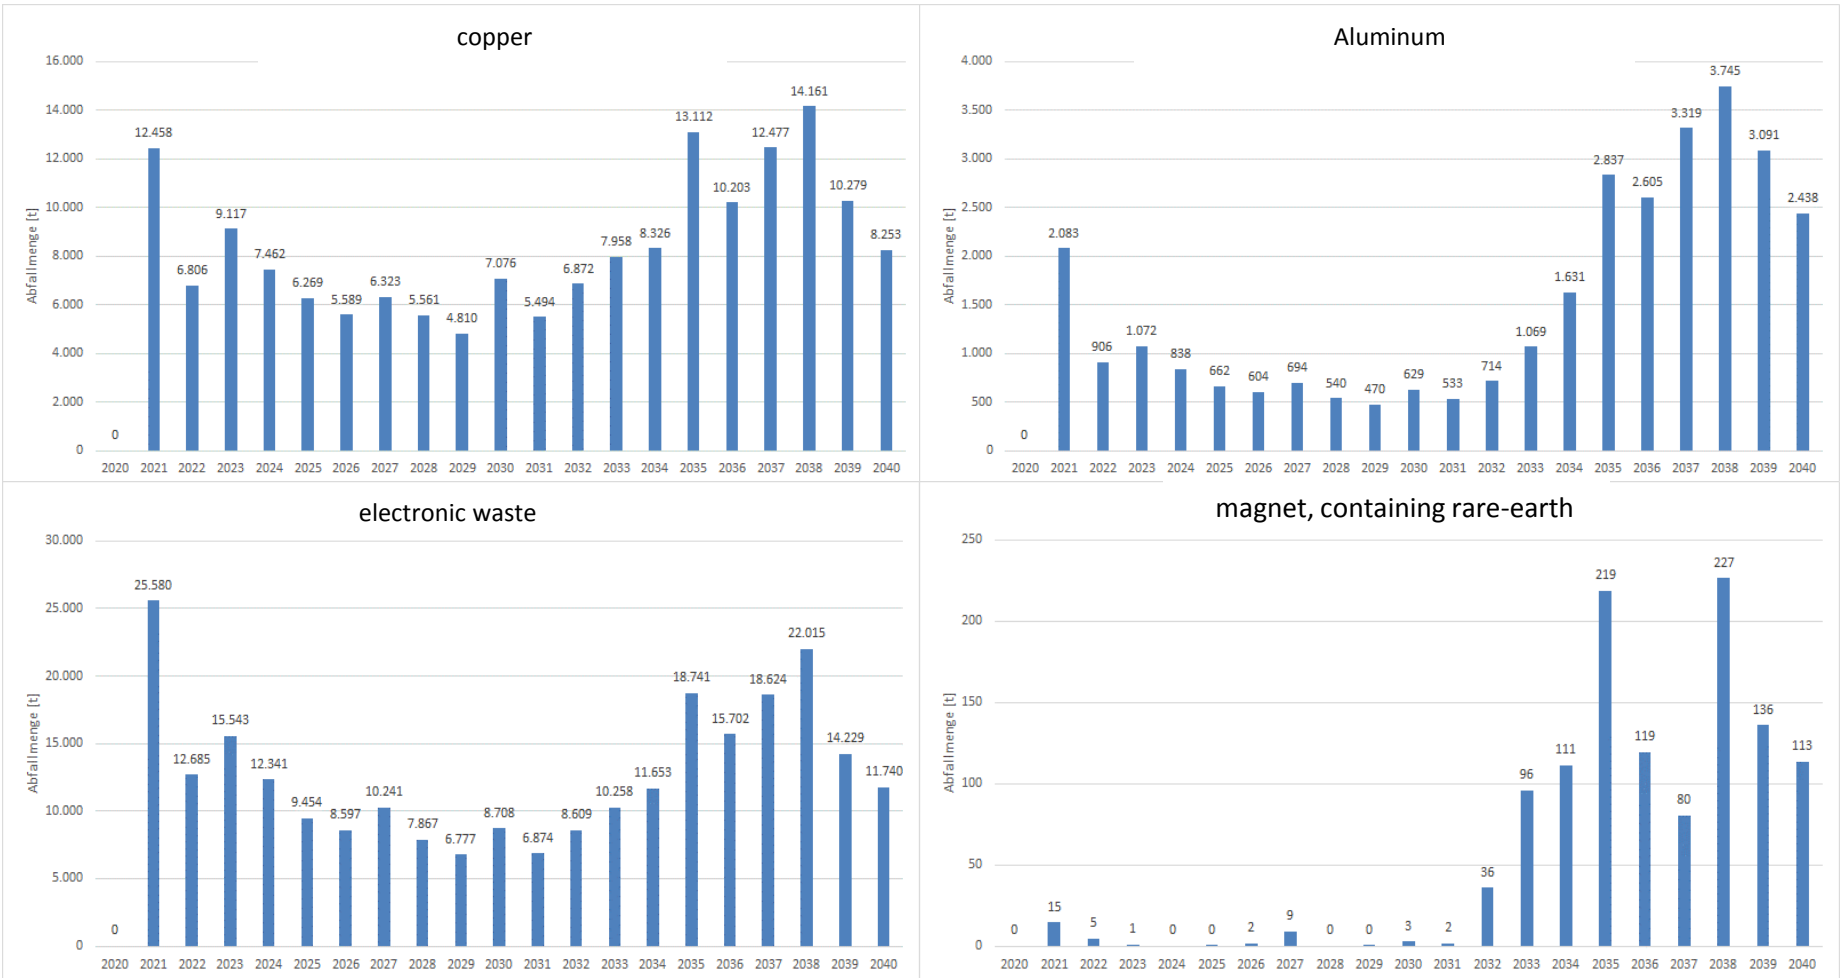 copper
16.000
14.000
12.000
10.000
8.000
6.000
4.000
2.000
0
Abfallmenge [t]
0 12.458 6.806 9.117 7.462 6.269 5.589 6.323 5.561 4.810 7.076 5.494 6.872 7.958 8.326 13.112 10.203 12.477 14.161 10.279 8.253
2020 2021 2022 2023 2024 2025 2026 2027 2028 2029 2030 2031 2032 2033 2034 2035 2036 2037 2038 2039 2040
Aluminum
4.000
3.500
3.000
2.500
2.000
1.500
1.000
500
0
Abfallmenge [t]
0 2.083 906 1.072 838 662 604 694 540 470 629 533 714 1.069 1.631 2.837 2.605 3.319 3.745 3.091 2.438
2020 2021 2022 2023 2024 2025 2026 2027 2028 2029 2030 2031 2032 2033 2034 2035 2036 2037 2038 2039 2040
electronic waste
30.000
25.000
20.000
15.000
10.000
5.000
0
Abfallmenge [t]
0 25.580 12.685 15.543 12.341 9.454 8.597 10.241 7.867 6.777 8.708 6.874 8.609 10.258 11.653 18.741 15.702 18.624 22.015 14.229 11.740
2020 2021 2022 2023 2024 2025 2026 2027 2028 2029 2030 2031 2032 2033 2034 2035 2036 2037 2038 2039 2040
magnet, containing rare-earth
250
200
150
100
50
0
Abfallmenge [t]
0 15 5 1 0 0 2 9 0 0 3 2 36 96 111 219 119 80 227 136 113
2020 2021 2022 2023 2024 2025 2026 2027 2028 2029 2030 2031 2032 2033 2034 2035 2036 2037 2038 2039 2040